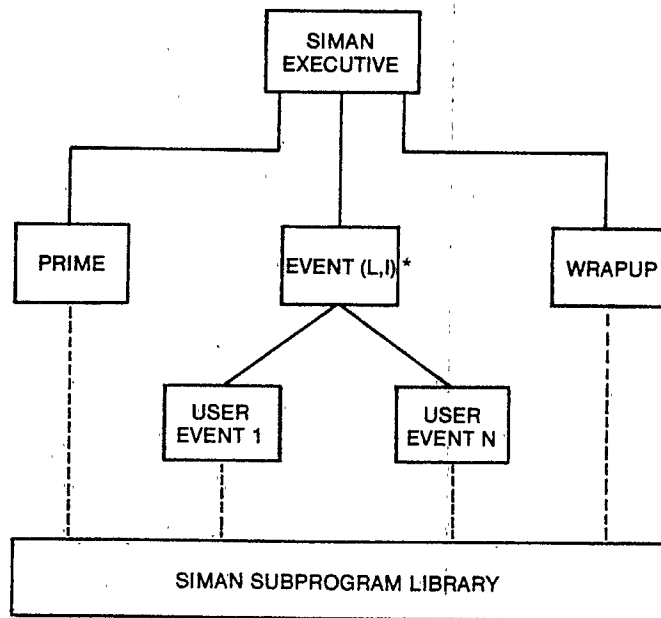 SIMAN
EXECUTIVE
PRIME
EVENT (L,I) *
WRAPUP
USER
EVENT 1
USER
EVENT N
SIMAN SUBPROGRAM LIBRARY